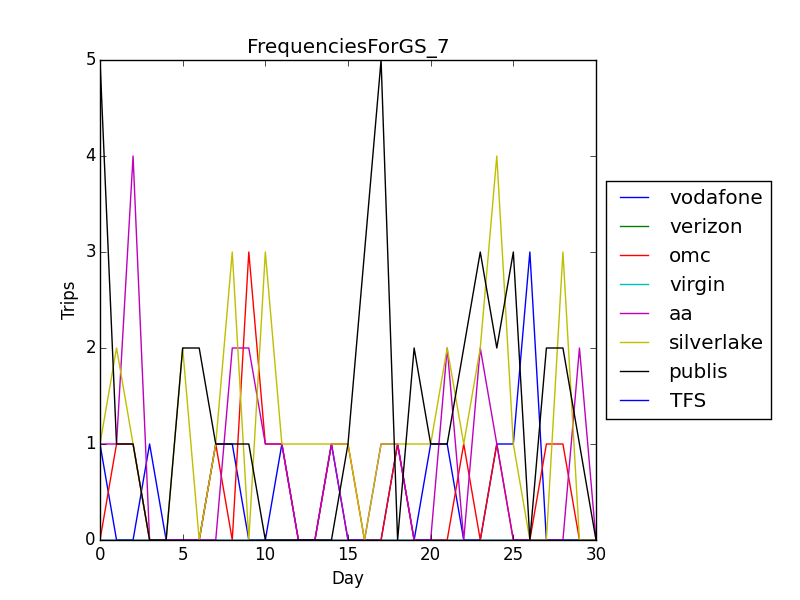 FrequenciesForGS_7
5
4
3
2
1
0
Trips
0 5 10 15 20 25 30
Day
vodafone
verizon
omc
virgin
aa
silverlake
publis
TFS